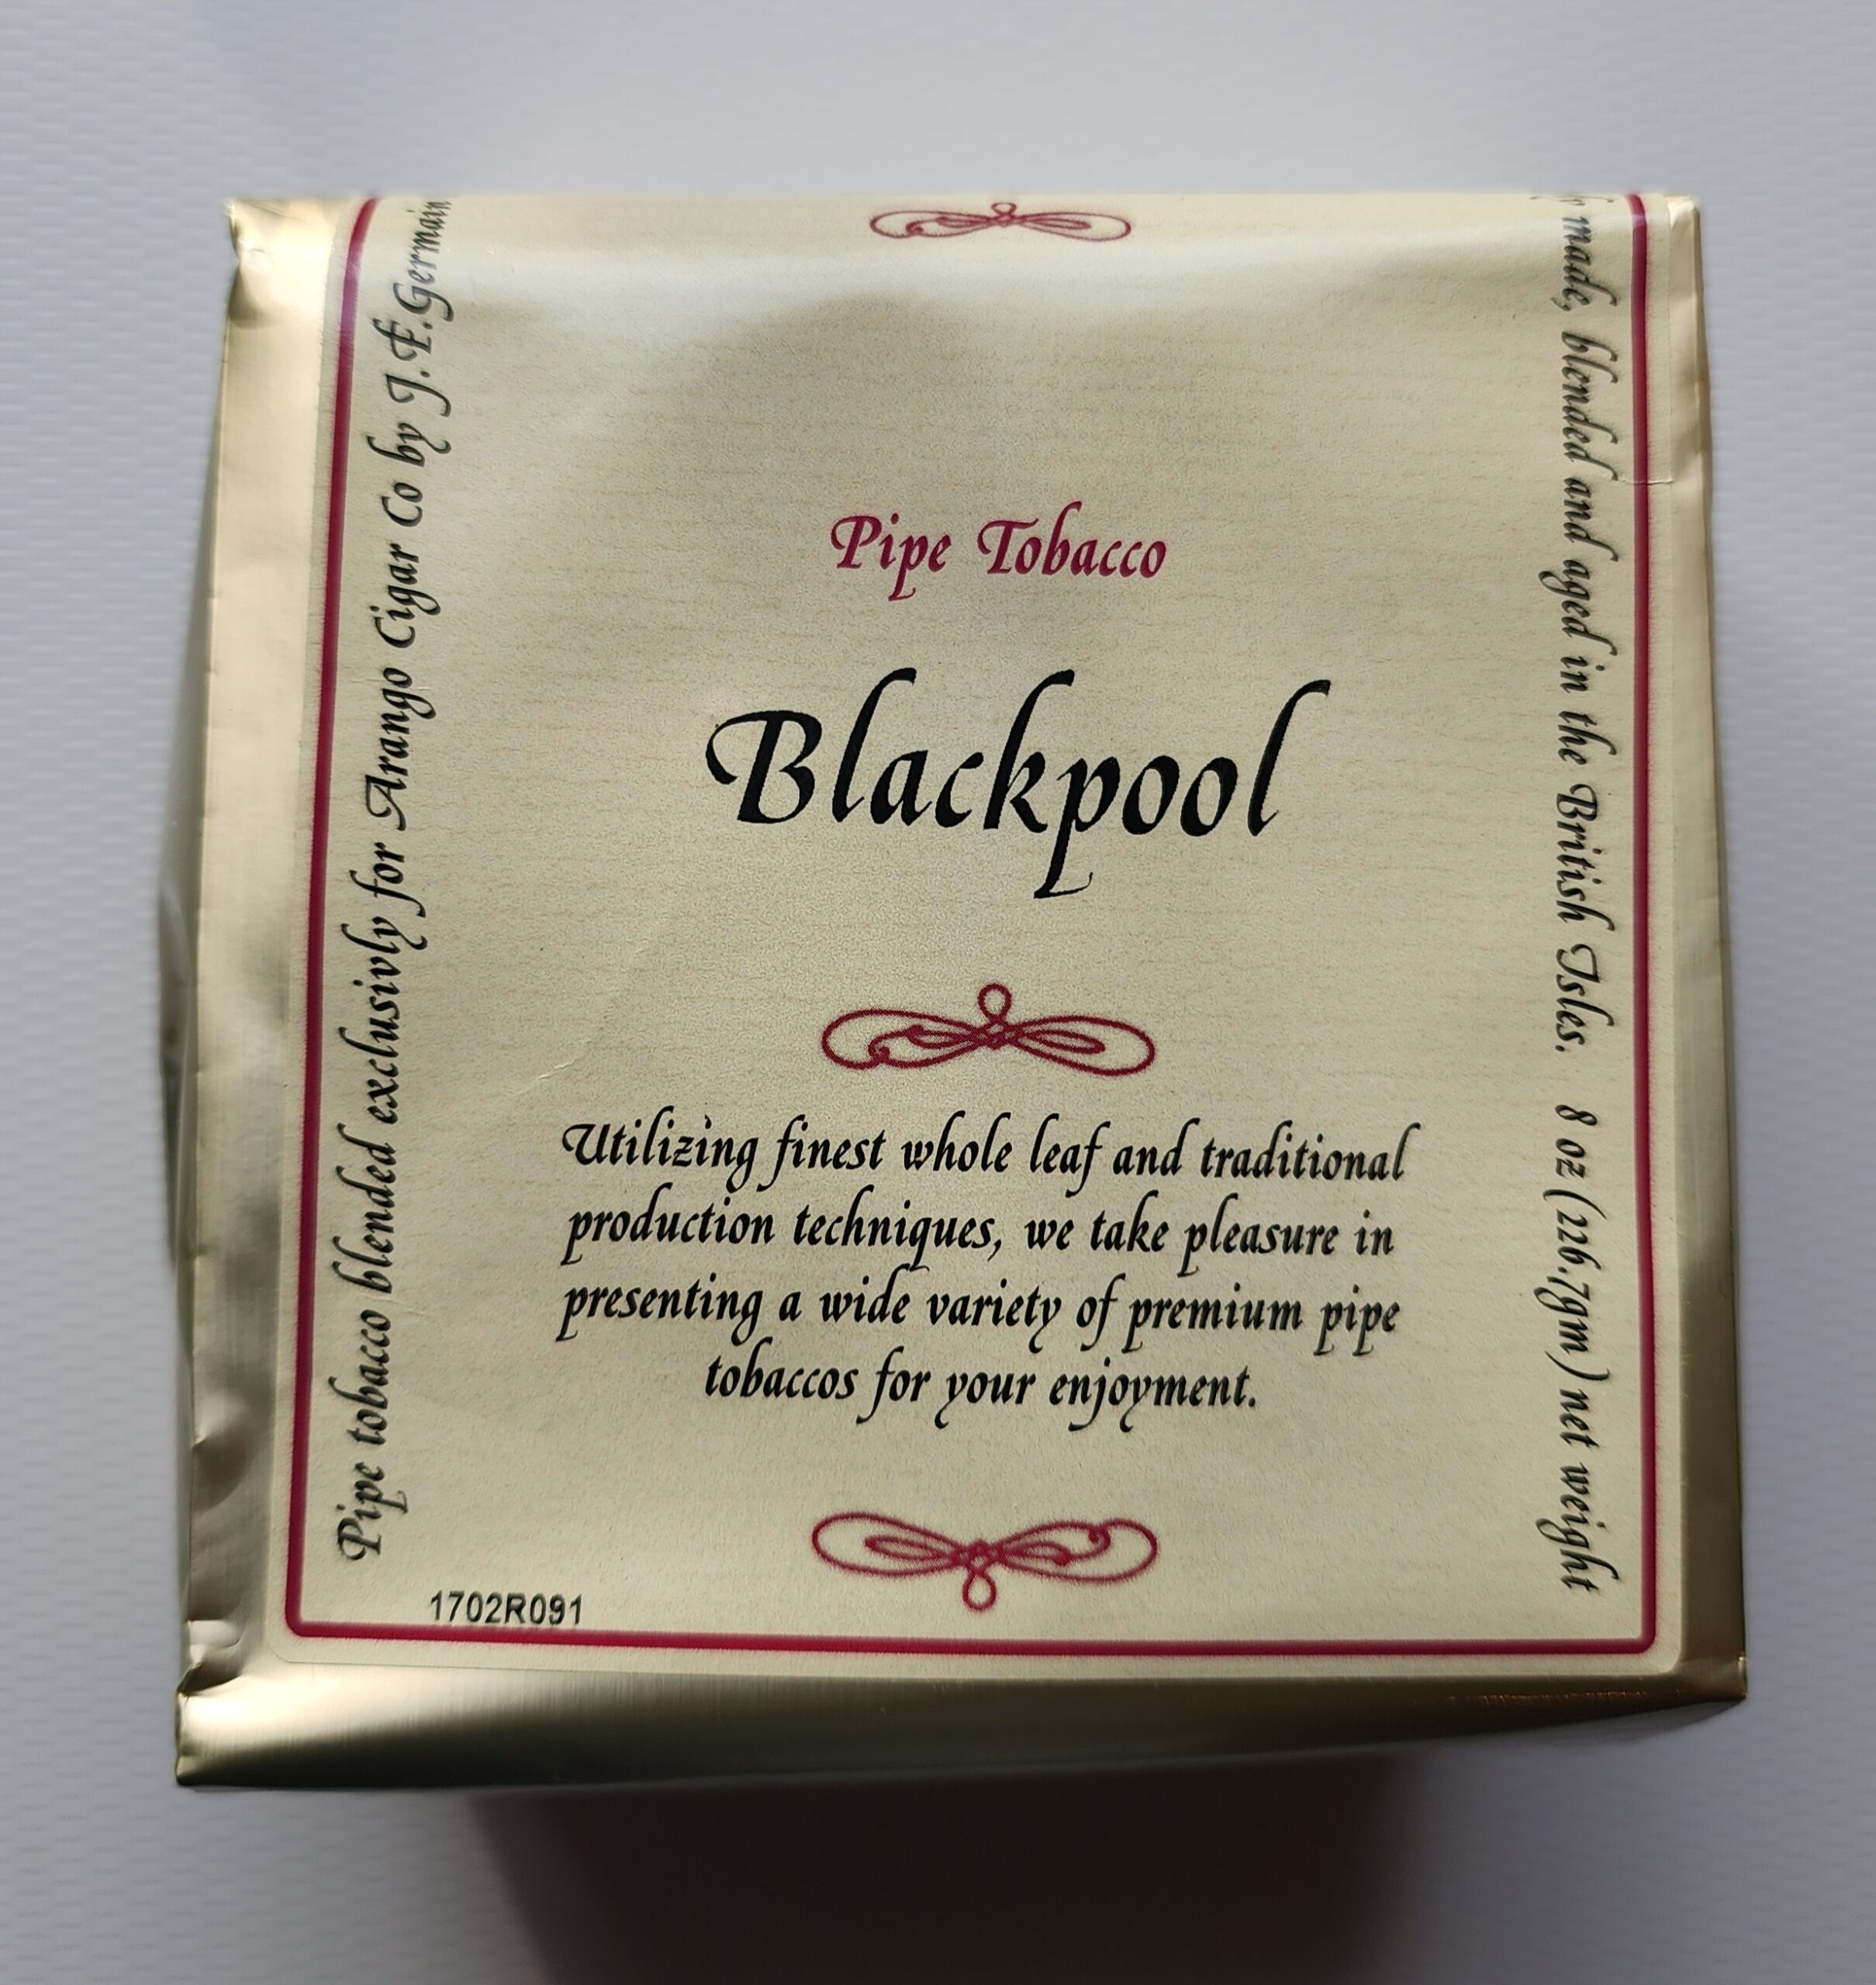 Pipe Tobacco
Blackpool
Utilizing finest whole leaf and traditional
production techniques, we take pleasure in
presenting a wide variety of premium pipe
tobaccos for your enjoyment.
Pipe tobacco blended exclusivly for Arango Cigar Co by J.E.Germain
made, blended and aged in the British Isles. 8 oz (226.7gm) net weight
1702R091